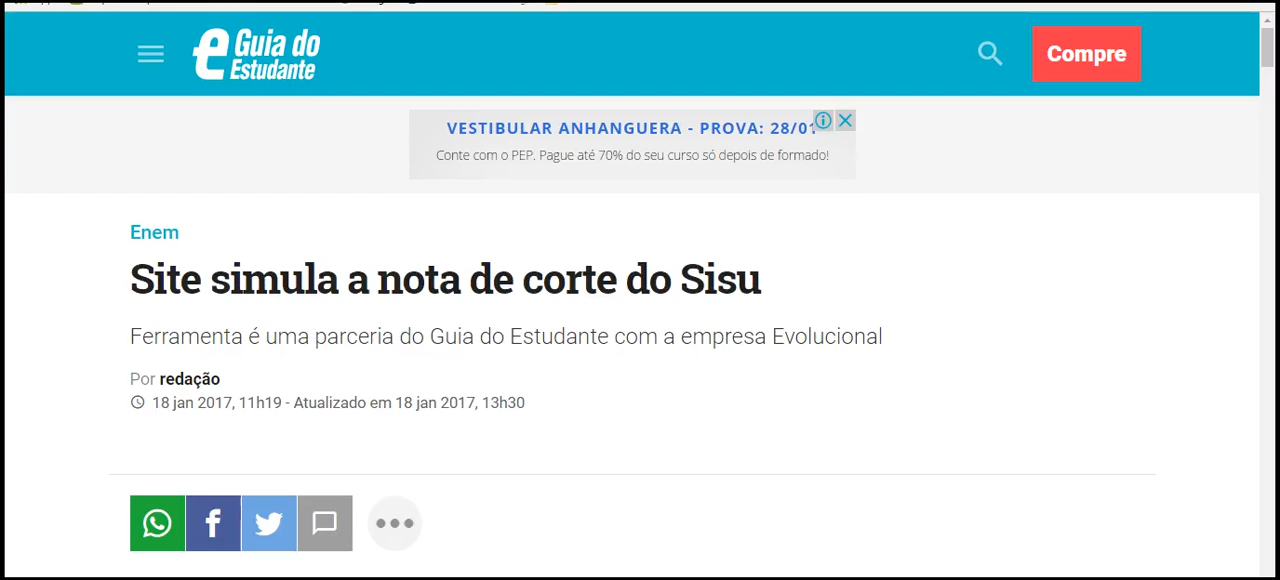 Guia do
Estudante
Compre
VESTIBULAR ANHANGUERA - PROVA: 28/01
Conte com o PEP. Pague até 70% do seu curso só depois de formado!
Enem
Site simula a nota de corte do Sisu
Ferramenta é uma parceria do Guia do Estudante com a empresa Evolucional
Por redação
18 jan 2017, 11h19 - Atualizado em 18 jan 2017, 13h30